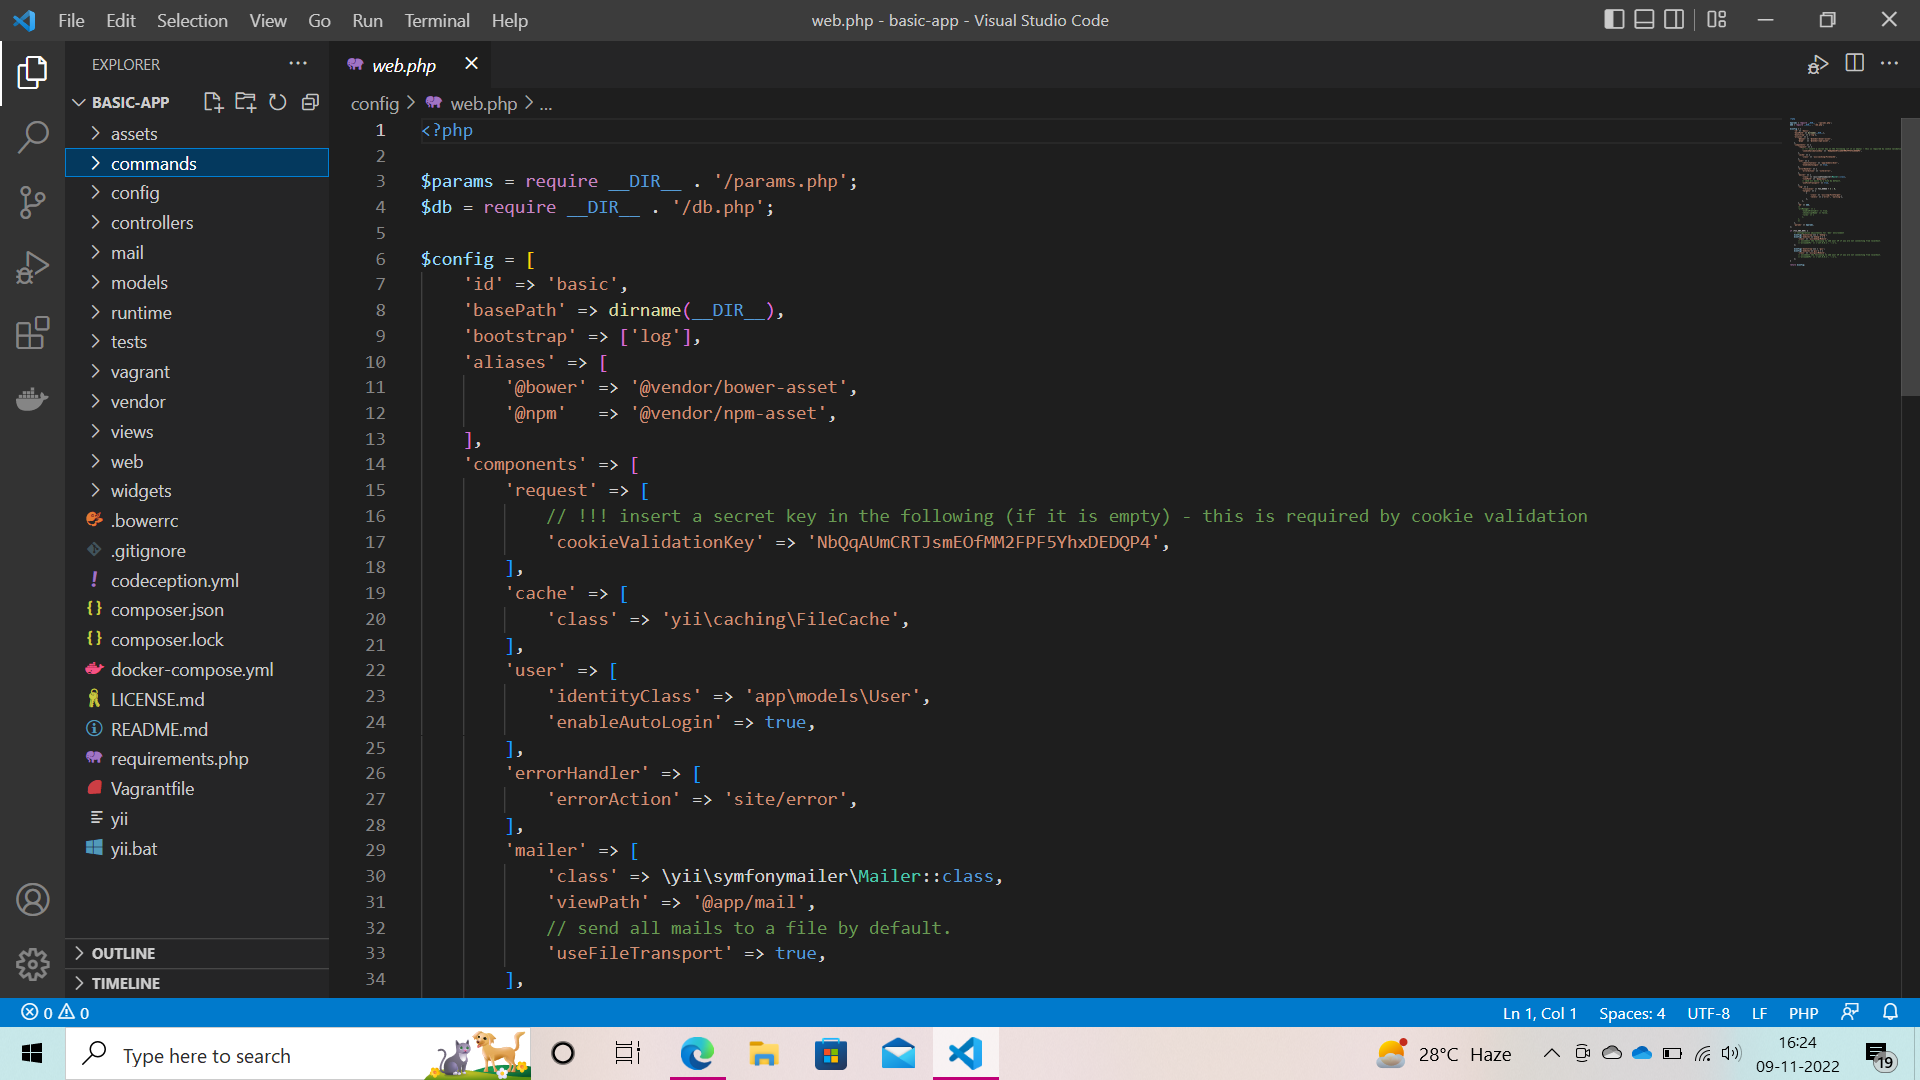 File Edit Selection View Go Run Terminal Help
web.php - basic-app - Visual Studio Code
EXPLORER
BASIC-APP
assets
commands
config
controllers
mail
models
runtime
tests
vagrant
vendor
views
web
widgets
.bowerrc
.gitignore
codeception.yml
composer.json
composer.lock
docker-compose.yml
LICENSE.md
README.md
requirements.php
Vagrantfile
yii
yii.bat
OUTLINE
TIMELINE
web.php
config > web.php > ...
1 <?php
2
3 $params = require __DIR__ . '/params.php';
4 $db = require __DIR__ . '/db.php';
5
6 $config = [
7     'id' => 'basic',
8     'basePath' => dirname(__DIR__),
9     'bootstrap' => ['log'],
10     'aliases' => [
11         '@bower' => '@vendor/bower-asset',
12         '@npm'   => '@vendor/npm-asset',
13     ],
14     'components' => [
15         'request' => [
16             // !!! insert a secret key in the following (if it is empty) - this is required by cookie validation
17             'cookieValidationKey' => 'NbQqAUmCRTJsmEOfMM2FPF5YhxDEDQP4',
18         ],
19         'cache' => [
20             'class' => 'yii\caching\FileCache',
21         ],
22         'user' => [
23             'identityClass' => 'app\models\User',
24             'enableAutoLogin' => true,
25         ],
26         'errorHandler' => [
27             'errorAction' => 'site/error',
28         ],
29         'mailer' => [
30             'class' => \yii\symfonymailer\Mailer::class,
31             'viewPath' => '@app/mail',
32             // send all mails to a file by default.
33             'useFileTransport' => true,
34         ],
0 0
Ln 1, Col 1 Spaces: 4 UTF-8 LF PHP
Type here to search
28°C Haze
16:24
09-11-2022
19